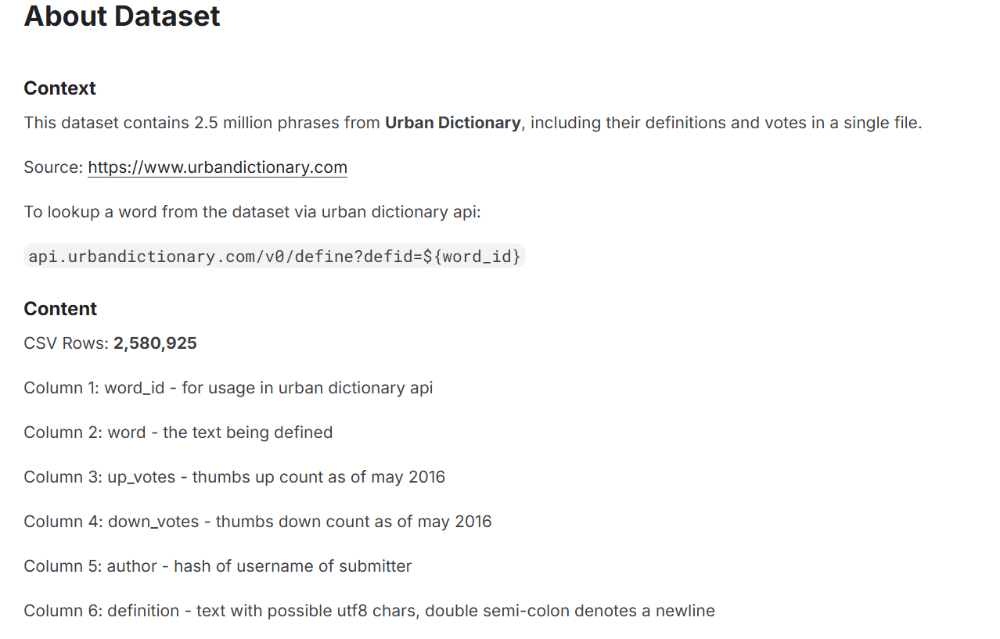 About Dataset
Context
This dataset contains 2.5 million phrases from Urban Dictionary, including their definitions and votes in a single file.
Source: https://www.urbandictionary.com
To lookup a word from the dataset via urban dictionary api:
api.urbandictionary.com/v0/define?defid=${word_id}
Content
CSV Rows: 2,580,925
Column 1: word_id - for usage in urban dictionary api
Column 2: word - the text being defined
Column 3: up_votes - thumbs up count as of may 2016
Column 4: down_votes - thumbs down count as of may 2016
Column 5: author - hash of username of submitter
Column 6: definition - text with possible utf8 chars, double semi-colon denotes a newline